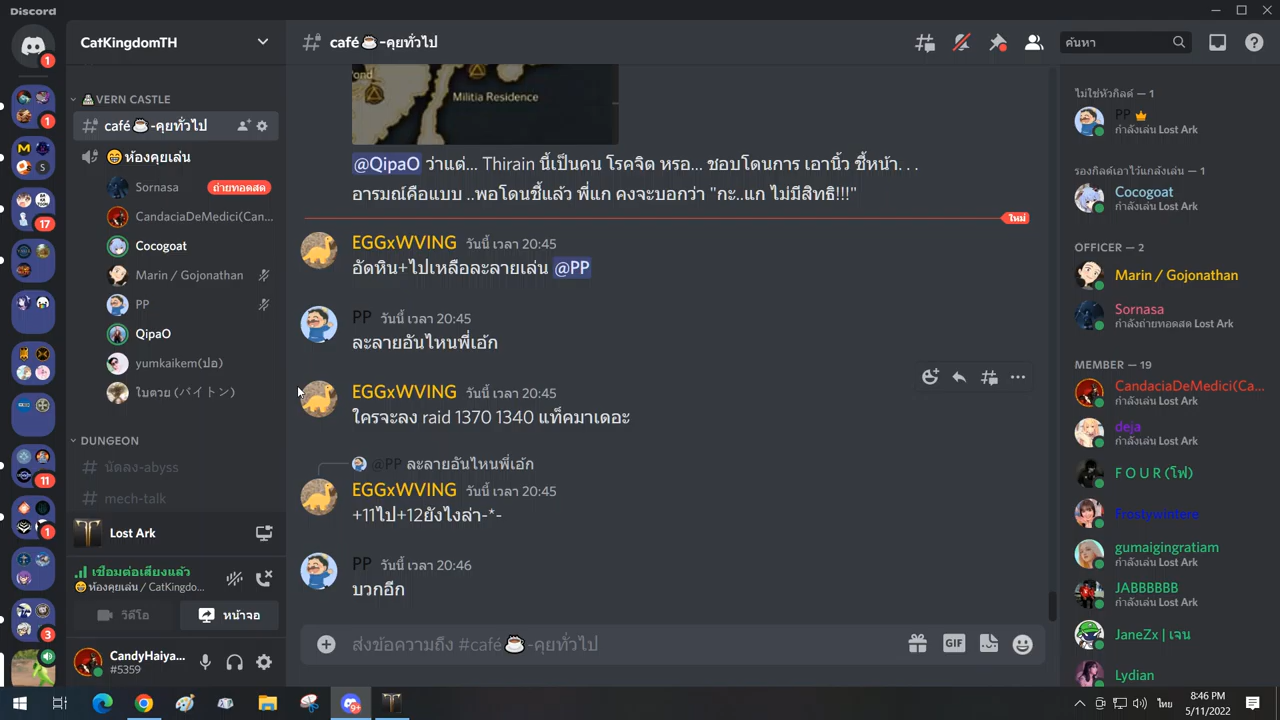 Discord
1
1
17
11
1
3
CatKingdomTH
VERN CASTLE
café☕-คุยทั่วไป
😁ห้องคุยเล่น
Sornasa
ถ่ายทอดสด
CandaciaDeMedici(Can...
Cocogoat
Marin / Gojonathan
PP
QipaO
yumkaikem(ปอ)
ใบตวย (バイトン)
DUNGEON
นัดลง-abyss
mech-talk
Lost Ark
เชื่อมต่อเสียงแล้ว
😁ห้องคุยเล่น / CatKingdo...
วิดีโอ
หน้าจอ
CandyHaiya...
#5359
café☕-คุยทั่วไป
ค้นหา
ond
Militia Residence
@QipaO ว่าแต่... Thirain นี้เป็นคน โรคจิต หรอ... ชอบโดนการ เอานิ้ว ชี้หน้า. . .
อารมณ์คือแบบ ..พอโดนชี้แล้ว พี่แก คงจะบอกว่า "กะ..แก ไม่มีสิทธิ!!!"
ใหม่
EGGxWVING วันนี้ เวลา 20:45
อัดหิน+ไปเหลือละลายเล่น @PP
PP วันนี้ เวลา 20:45
ละลายอันไหนพี่เอ้ก
EGGxWVING วันนี้ เวลา 20:45
ใครจะลง raid 1370 1340 แท็คมาเดอะ
@PP ละลายอันไหนพี่เอ้ก
EGGxWVING วันนี้ เวลา 20:45
+11ไป+12ยังไงล่า-*-
PP วันนี้ เวลา 20:46
บวกอีก
ส่งข้อความถึง #café☕-คุยทั่วไป
GIF
ไม่ใช่หัวกิลด์ — 1
PP
กำลังเล่น Lost Ark
รองกิลด์เอาไว้แกล้งเล่น — 1
Cocogoat
กำลังเล่น Lost Ark
OFFICER — 2
Marin / Gojonathan
Sornasa
กำลังถ่ายทอดสด Lost Ark
MEMBER — 19
CandaciaDeMedici(Ca...
กำลังเล่น Lost Ark
deja
กำลังเล่น Lost Ark
F O U R (โฟ)
Frostywintere
gumaigingratiam
กำลังเล่น Lost Ark
JABBBBBB
กำลังเล่น Lost Ark
JaneZx | เจน
Lydian
9+
ไทย
8:46 PM
5/11/2022